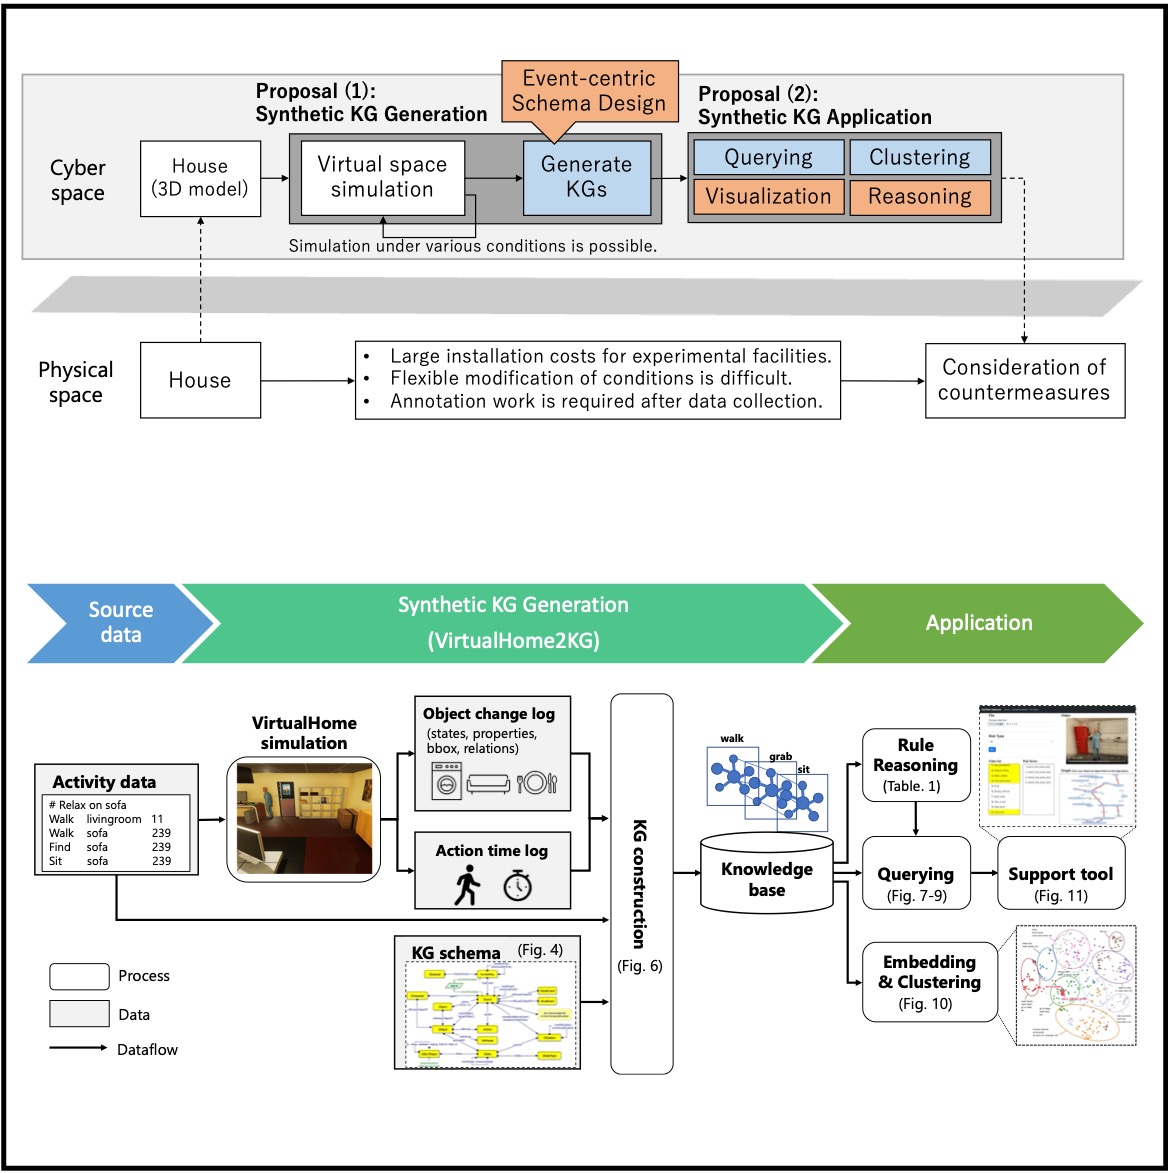 Event-centric
Schema Design
Proposal (1):
Synthetic KG Generation
Proposal (2):
Synthetic KG Application
Cyber
space
House
(3D model)
Virtual space
simulation
Generate
KGs
Querying
Clustering
Visualization
Reasoning
Simulation under various conditions is possible.
Physical
space
House
• Large installation costs for experimental facilities.
• Flexible modification of conditions is difficult.
• Annotation work is required after data collection.
Consideration of
countermeasures
Source
data
Synthetic KG Generation
(VirtualHome2KG)
Application
Activity data
# Relax on sofa
Walk livingroom 11
Walk sofa 239
Find sofa 239
Sit sofa 239
VirtualHome
simulation
Object change log
(states, properties,
bbox, relations)
Action time log
KG schema (Fig. 4)
KG construction
(Fig. 6)
walk
grab
sit
Knowledge
base
Rule
Reasoning
(Table. 1)
Querying
(Fig. 7-9)
Support tool
(Fig. 11)
Embedding
& Clustering
(Fig. 10)
Process
Data
Dataflow